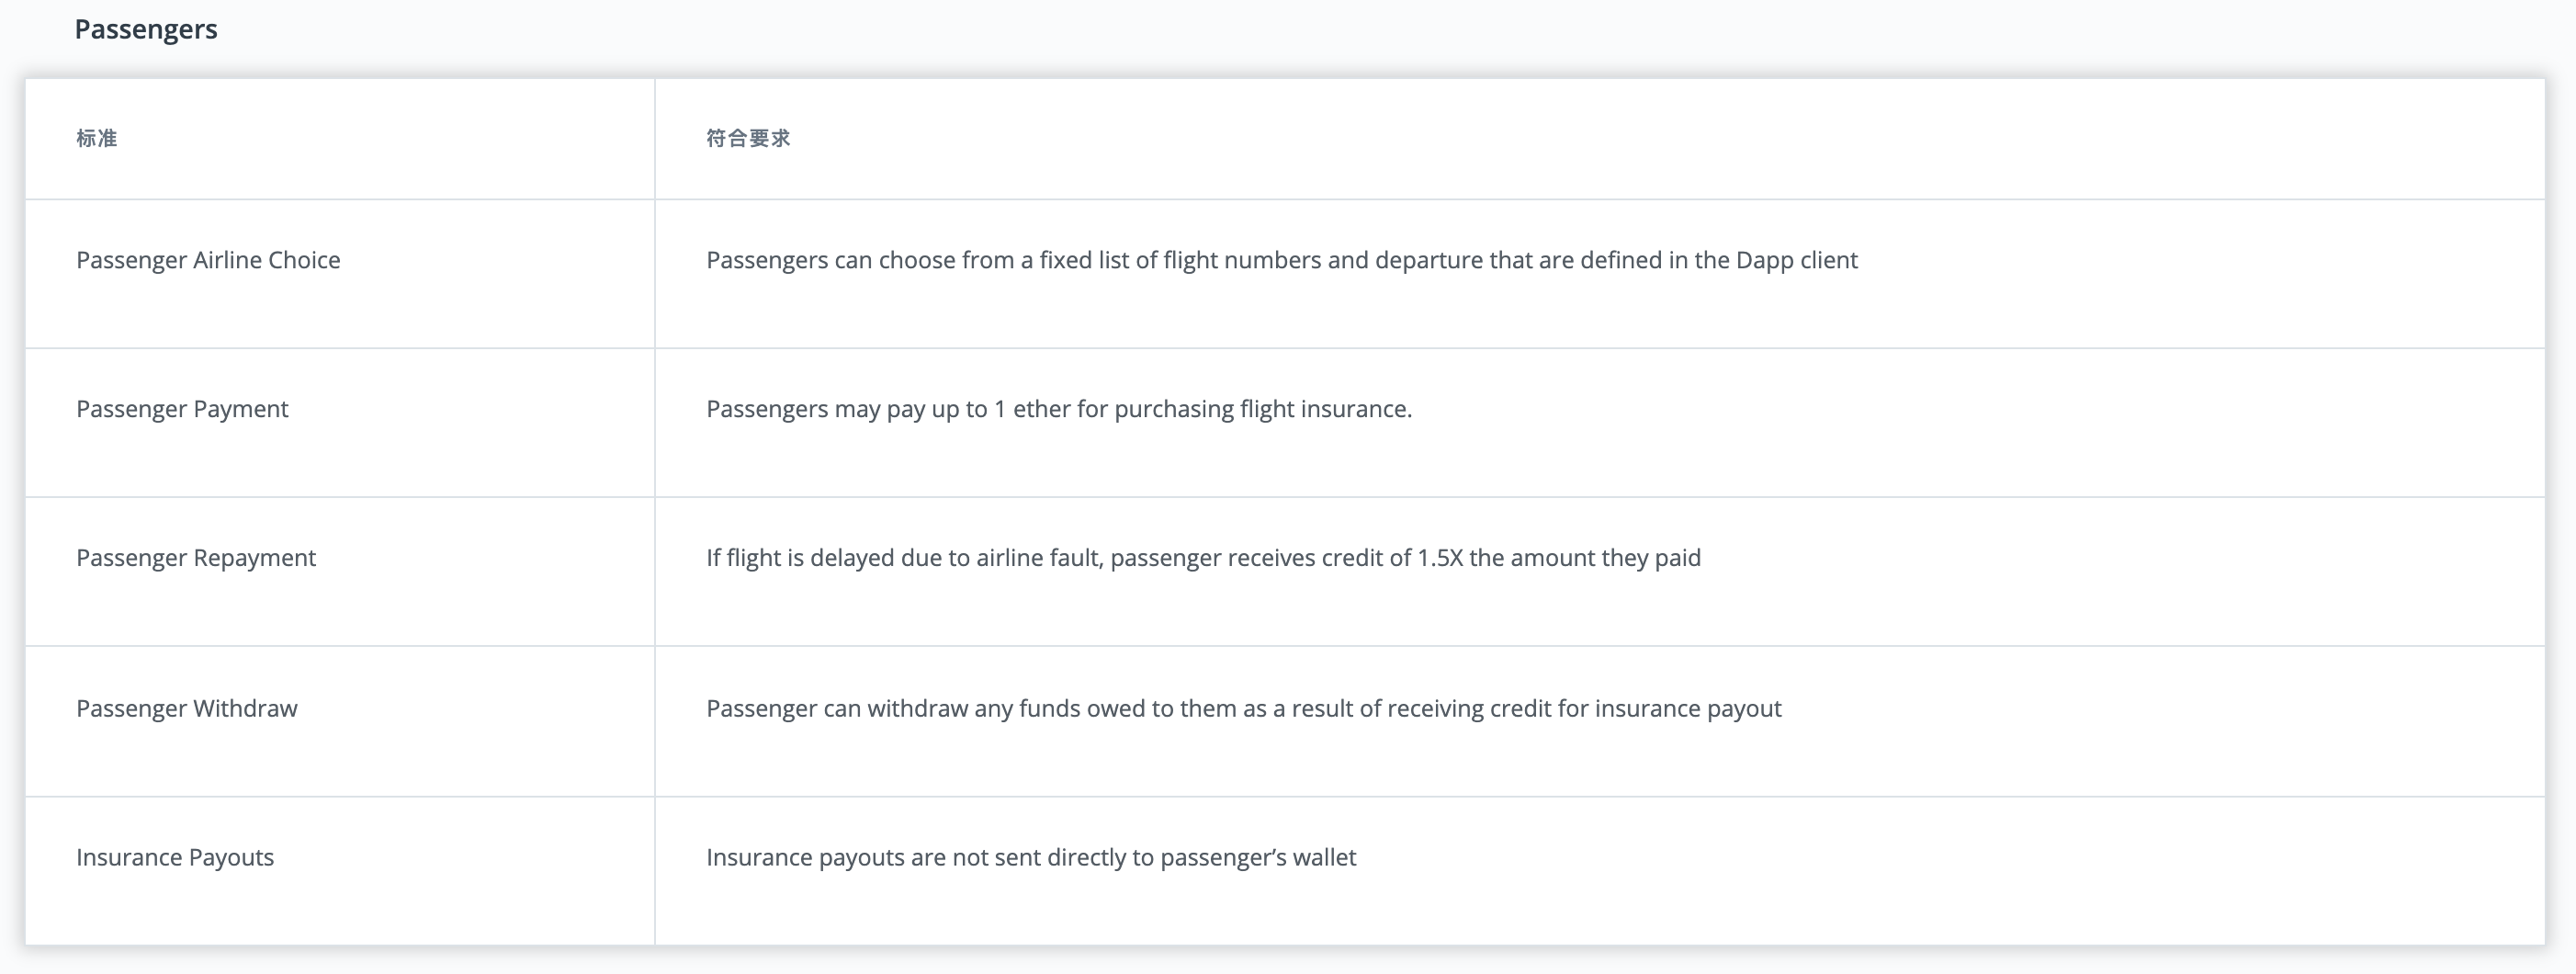 Passengers
标准
符合要求
Passenger Airline Choice
Passengers can choose from a fixed list of flight numbers and departure that are defined in the Dapp client
Passenger Payment
Passengers may pay up to 1 ether for purchasing flight insurance.
Passenger Repayment
If flight is delayed due to airline fault, passenger receives credit of 1.5X the amount they paid
Passenger Withdraw
Passenger can withdraw any funds owed to them as a result of receiving credit for insurance payout
Insurance Payouts
Insurance payouts are not sent directly to passenger’s wallet